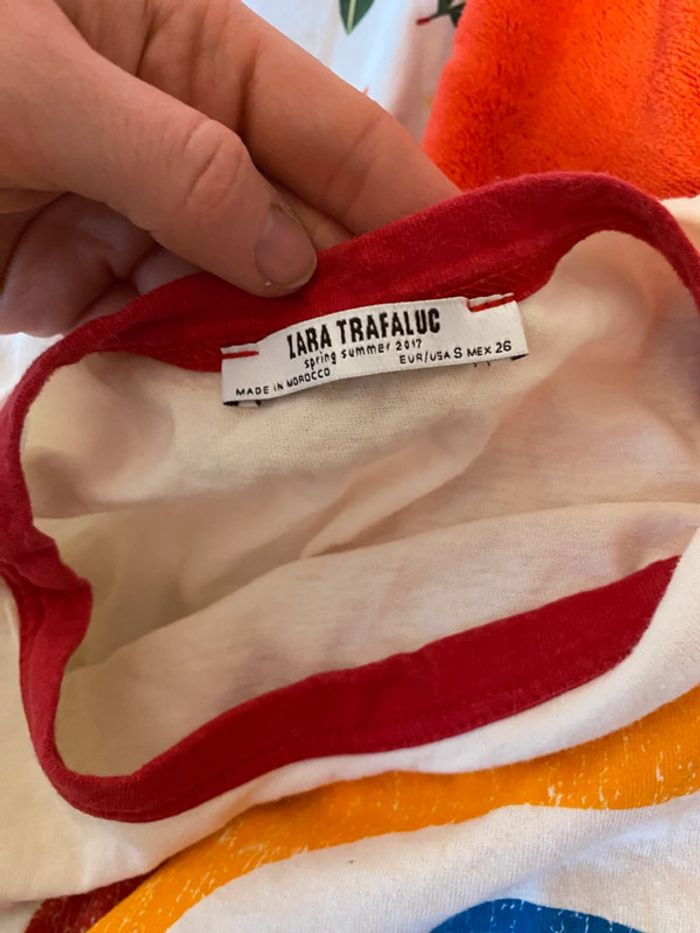 ZARA TRAFALUC
spring summer 2017
EUR/USA S MEX 26
MADE IN MOROCCO